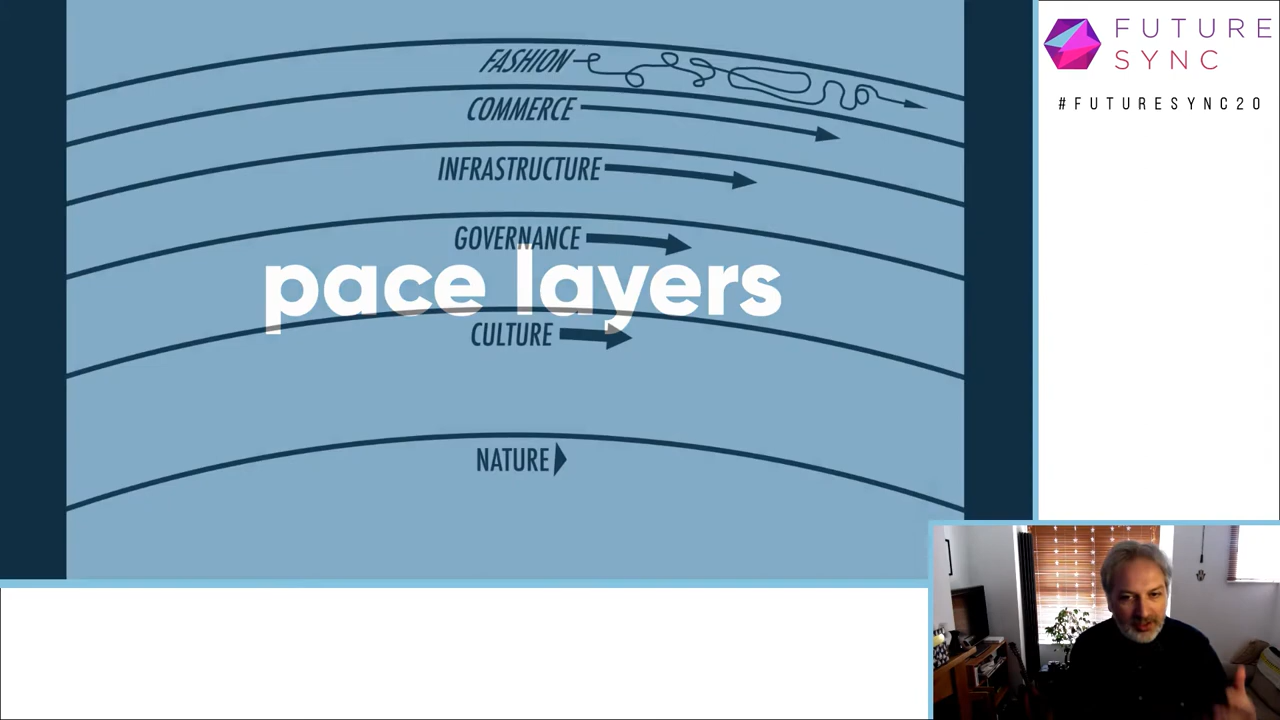 FASHION
COMMERCE
INFRASTRUCTURE
GOVERNANCE
pace layers
CULTURE
NATURE
FUTURE
SYNC
#FUTURESYNC20